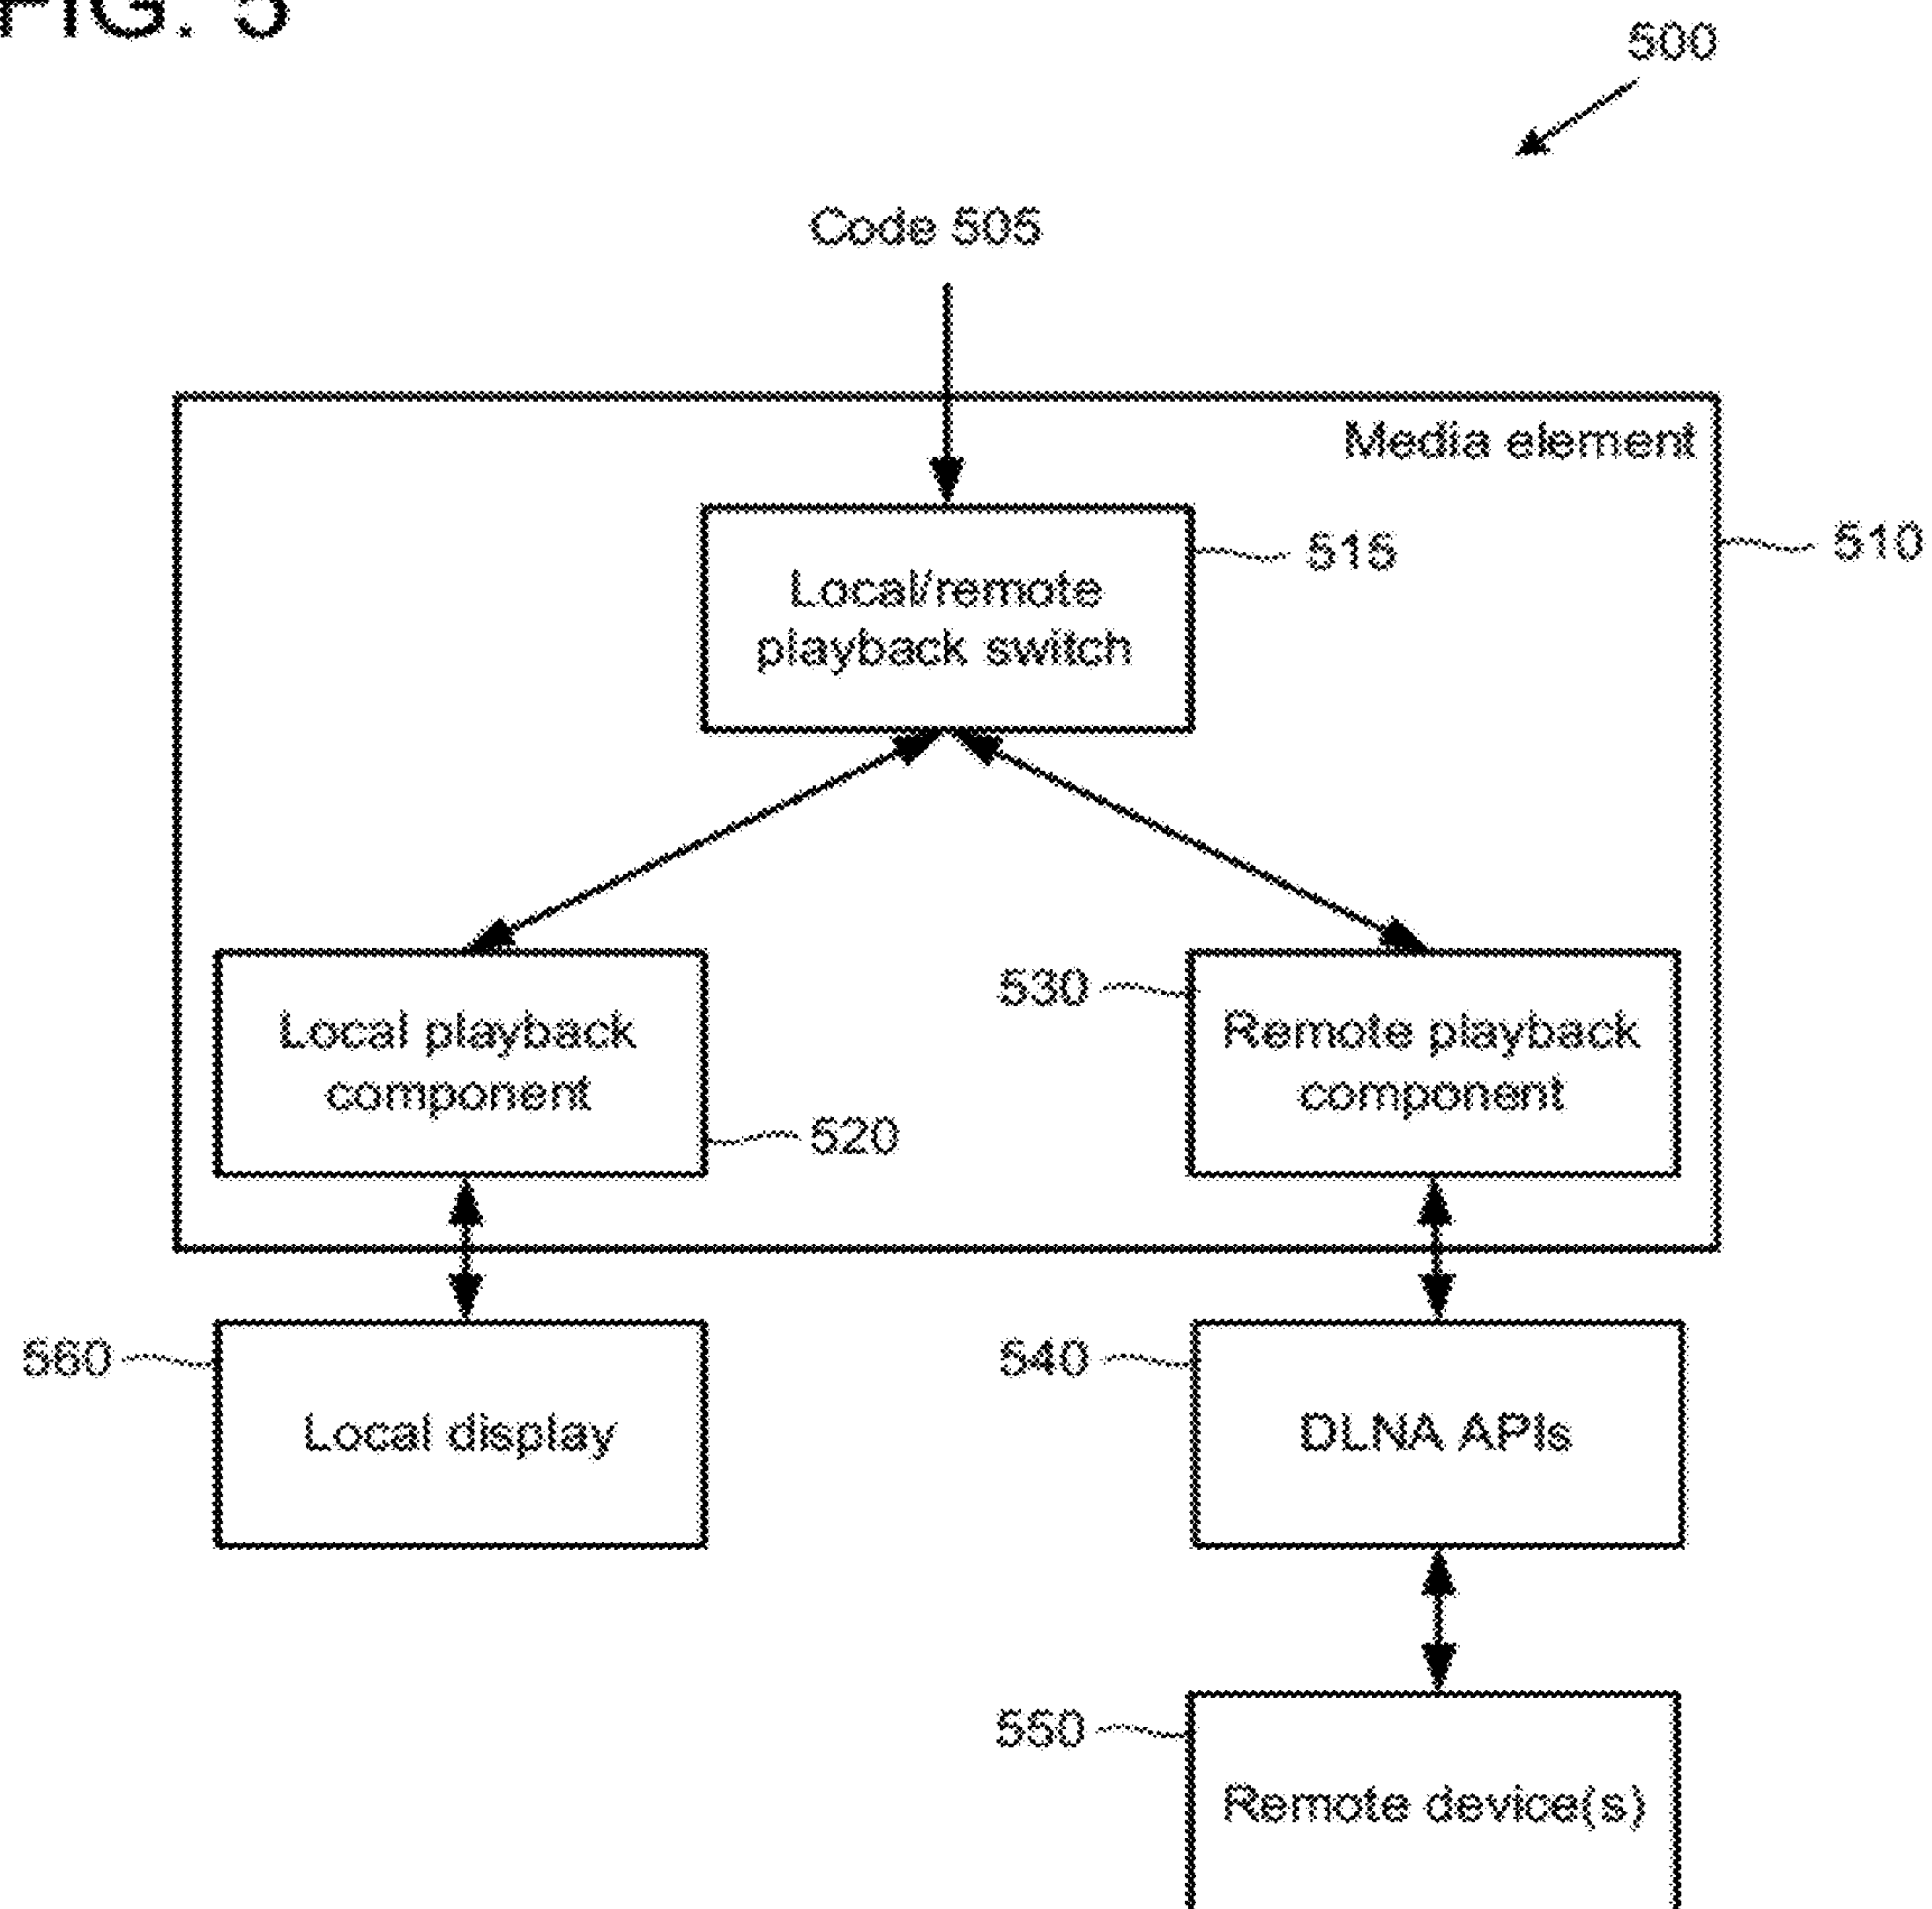 FIG. 5
500
Code 505
Media element
510
515
Local/remote
playback switch
530
Local playback
component
520
Remote playback
component
560
Local display
540
DLNA APIs
550
Remote device(s)